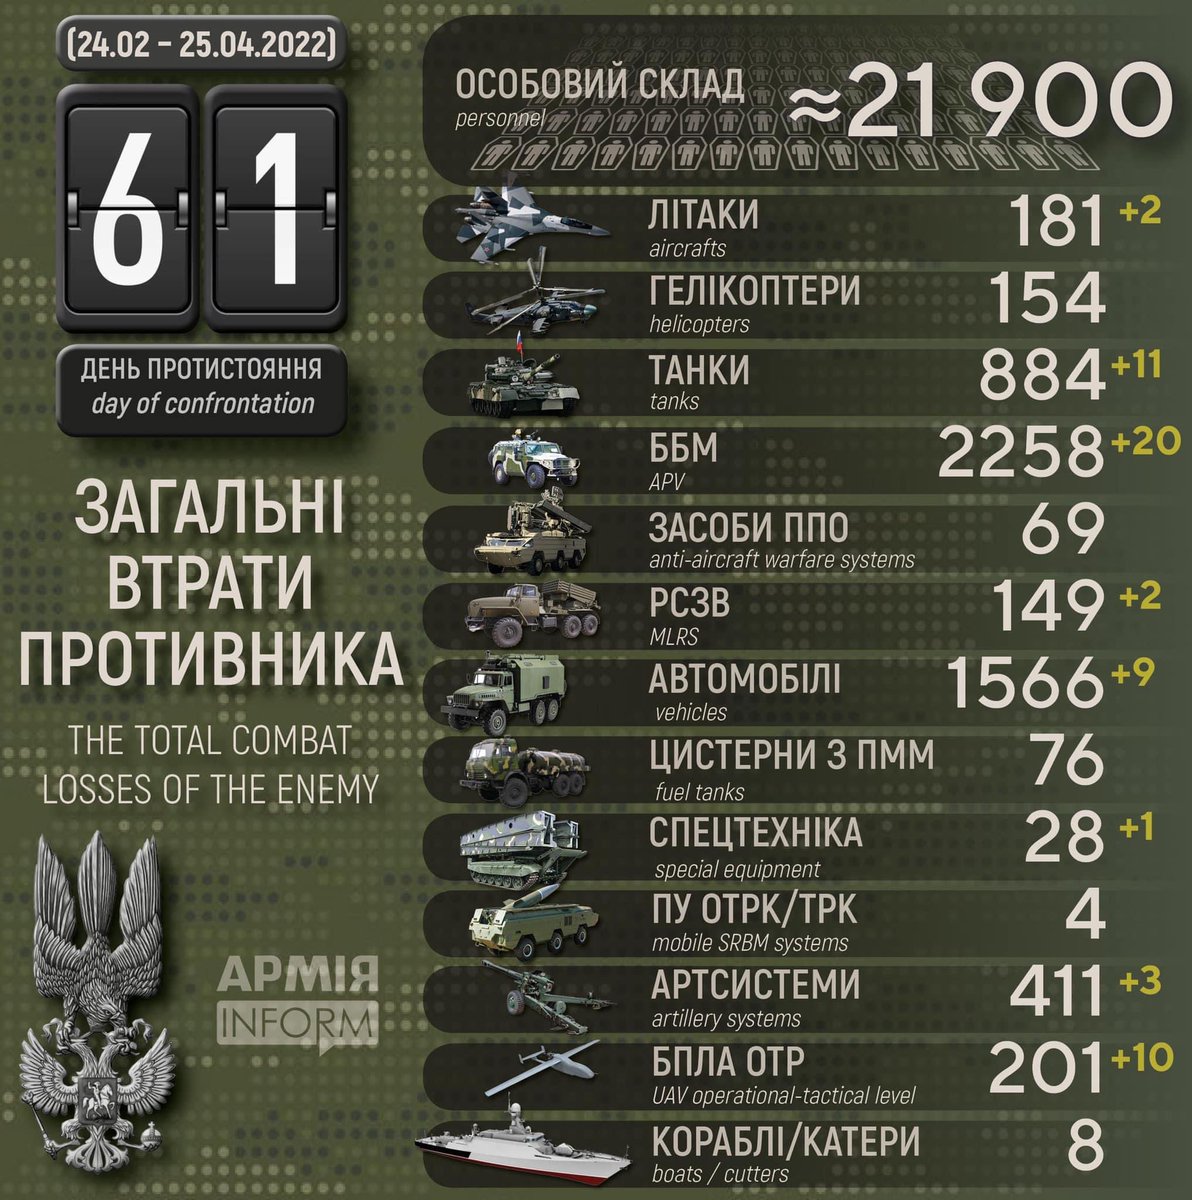 (24.02 – 25.04.2022)
61
ДЕНЬ ПРОТИСТОЯННЯ
day of confrontation
ЗАГАЛЬНІ
ВТРАТИ
ПРОТИВНИКА
THE TOTAL COMBAT
LOSSES OF THE ENEMY
АРМІЯ
INFORM
ОСОБОВИЙ СКЛАД ≈21 900
personnel
ЛІТАКИ 181 +2
aircrafts
ГЕЛІКОПТЕРИ 154
helicopters
ТАНКИ 884 +11
tanks
ББМ 2258 +20
APV
ЗАСОБИ ППО 69
anti-aircraft warfare systems
РСЗВ 149 +2
MLRS
АВТОМОБІЛІ 1566 +9
vehicles
ЦИСТЕРНИ З ПММ 76
fuel tanks
СПЕЦТЕХНІКА 28 +1
special equipment
ПУ ОТРК/ТРК 4
mobile SRBM systems
АРТСИСТЕМИ 411 +3
artillery systems
БПЛА ОТР 201 +10
UAV operational-tactical level
КОРАБЛІ/КАТЕРИ 8
boats / cutters